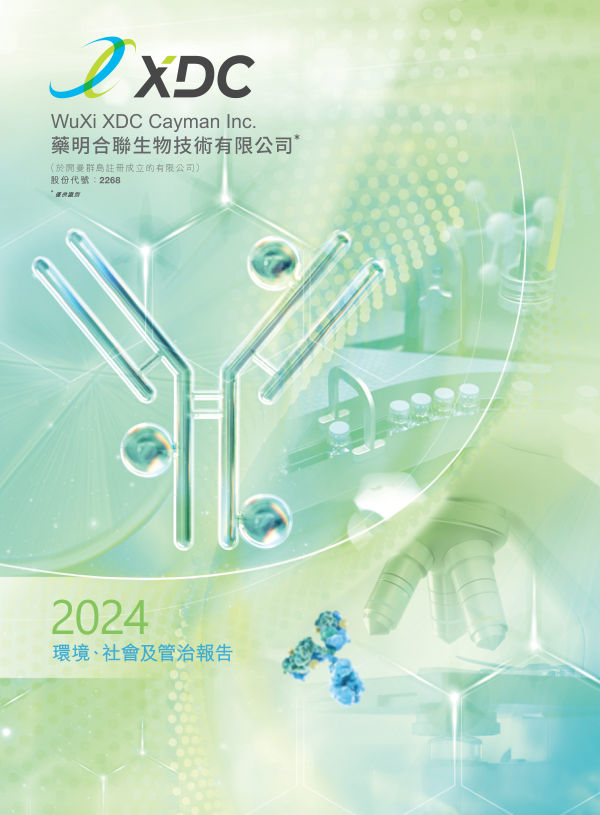 XDC
WuXi XDC Cayman Inc.
藥明合聯生物技術有限公司*
(於開曼群島註冊成立的有限公司)
股份代號：2268
* 僅供識別
2024
環境、社會及管治報告